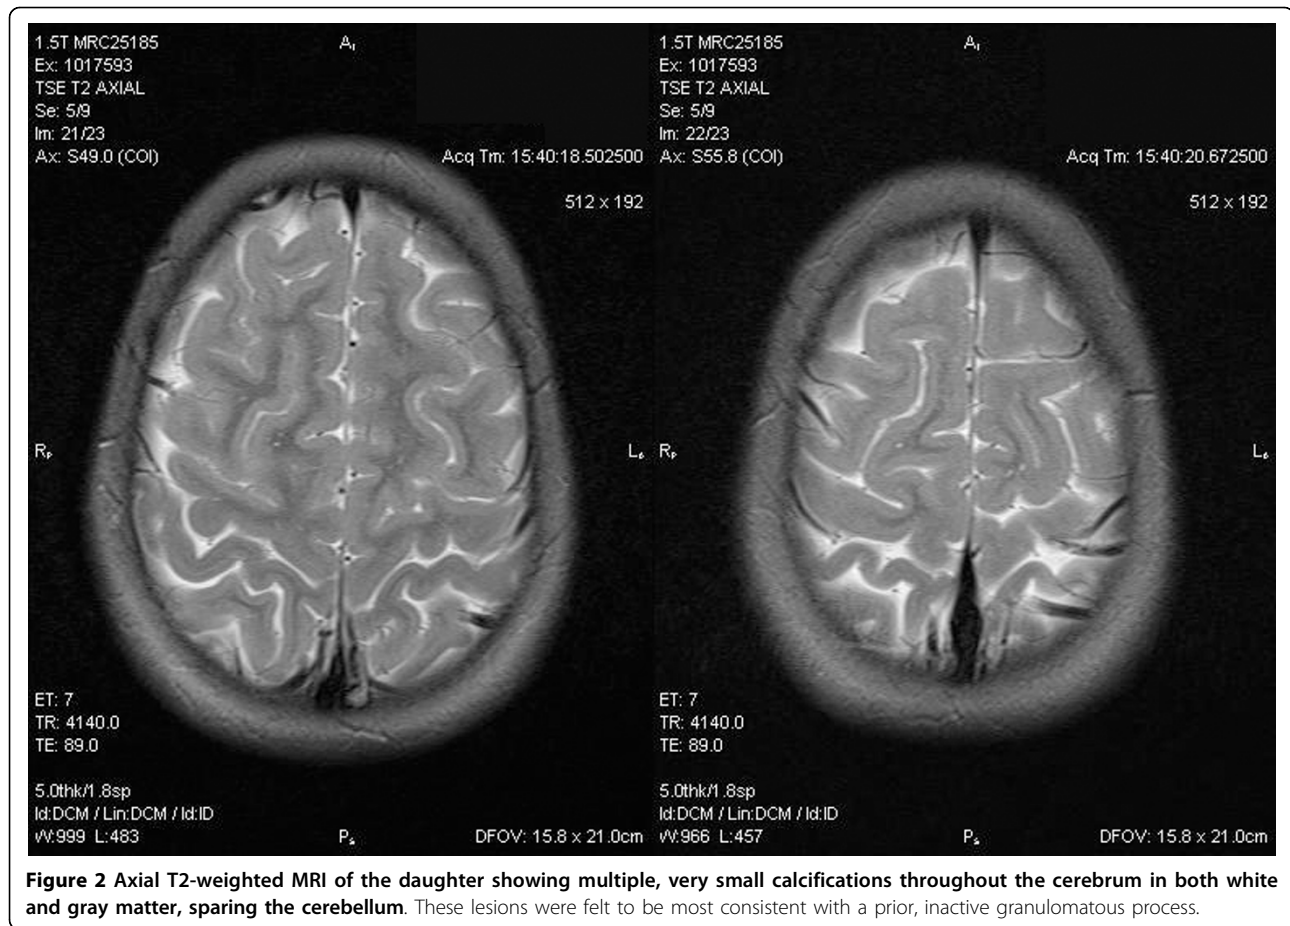 1.5T MRC25185
Ex: 1017593
TSE T2 AXIAL
Se: 5/9
Im: 21/23
Ax: S49.0 (COI)
A
Acq Tm: 15:40:18.502500
512 x 192
R
L
ET: 7
TR: 4140.0
TE: 89.0
5.0thk/1.8sp
Id:DCM / Lin:DCM / Id:ID
W:999 L:483
P
DFOV: 15.8 x 21.0cm
1.5T MRC25185
Ex: 1017593
TSE T2 AXIAL
Se: 5/9
Im: 22/23
Ax: S55.8 (COI)
A
Acq Tm: 15:40:20.672500
512 x 192
R
L
ET: 7
TR: 4140.0
TE: 89.0
5.0thk/1.8sp
Id:DCM / Lin:DCM / Id:ID
W:966 L:457
P
DFOV: 15.8 x 21.0cm
Figure 2 Axial T2-weighted MRI of the daughter showing multiple, very small calcifications throughout the cerebrum in both white
and gray matter, sparing the cerebellum. These lesions were felt to be most consistent with a prior, inactive granulomatous process.